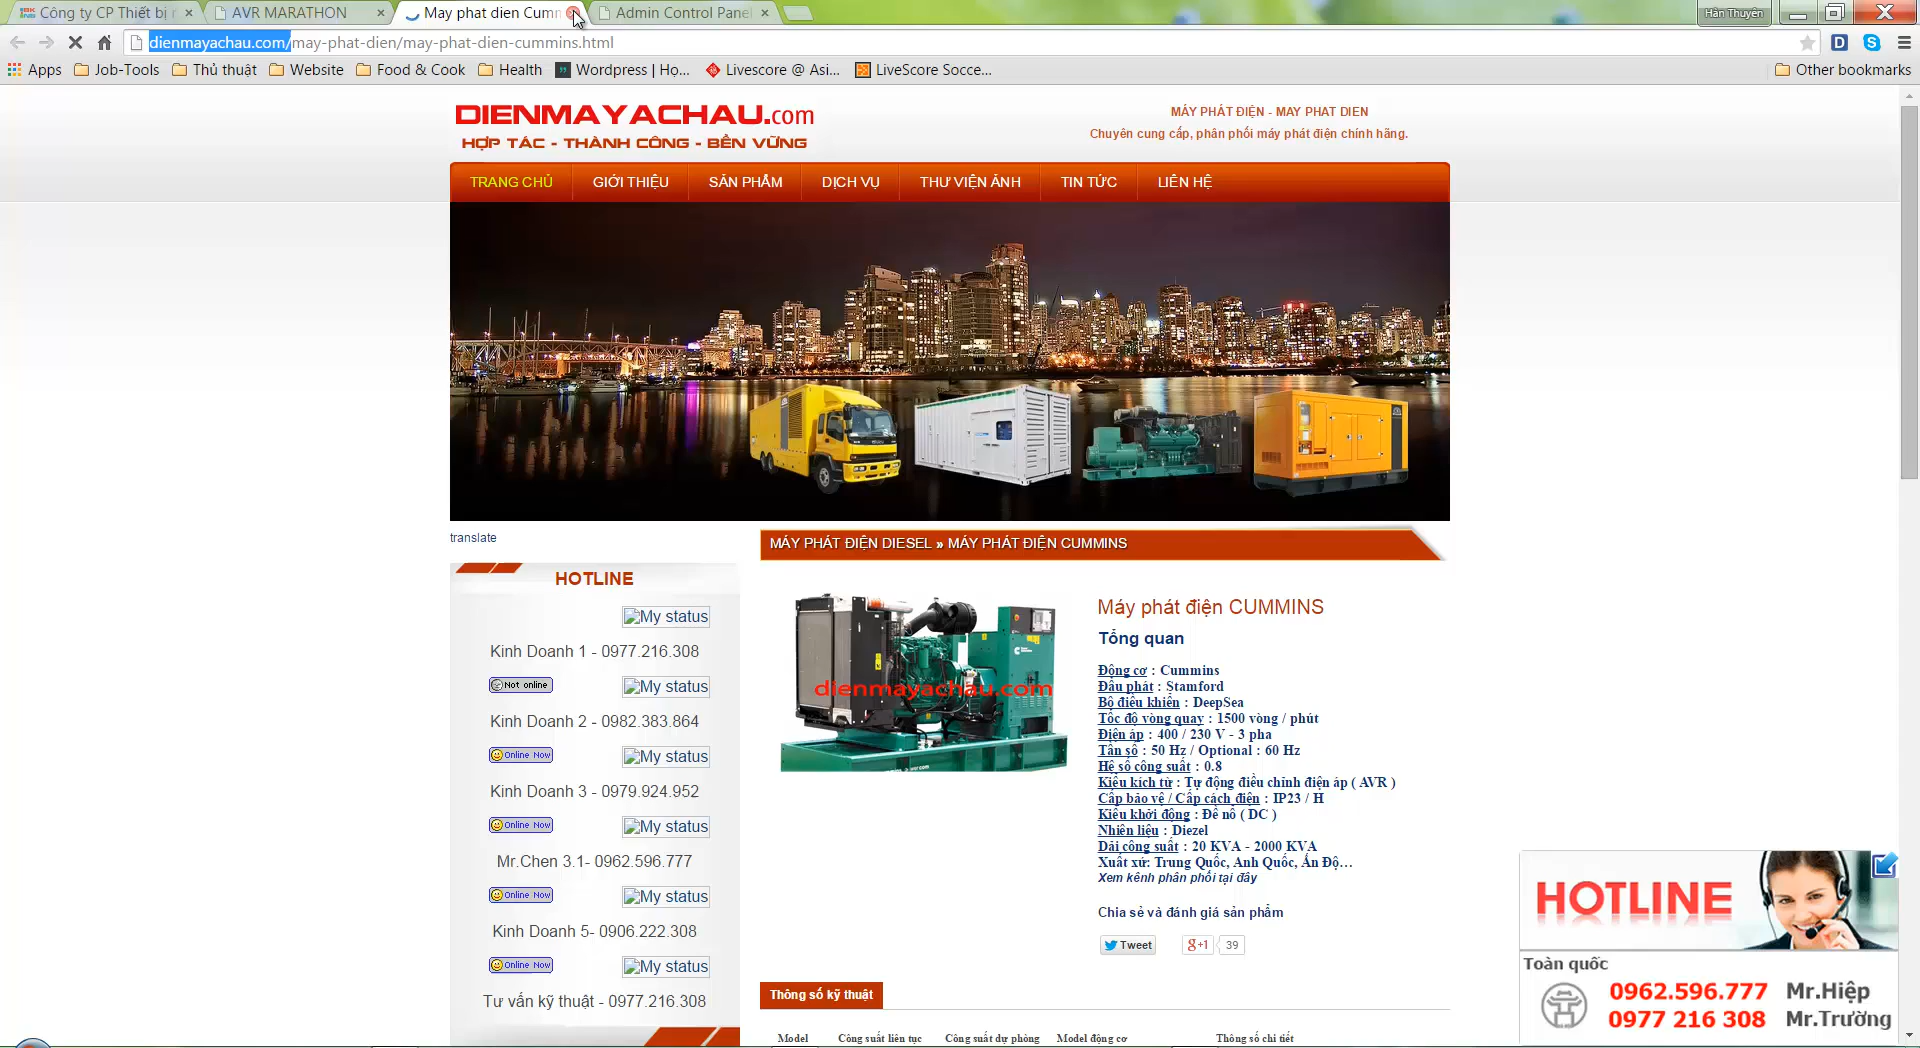 Công ty CP Thiết bị
AVR MARATHON
May phat dien Cumm
Admin Control Pane
Hân Thuyên
dienmayachau.com/may-phat-dien/may-phat-dien-cummins.html
Apps
Job-Tools
Thủ thuật
Website
Food & Cook
Health
Wordpress | Họ...
Livescore @ Asi...
LiveScore Socce...
Other bookmarks
DIENMAYACHAU.com
HỢP TÁC - THÀNH CÔNG - BỀN VỮNG
MÁY PHÁT ĐIỆN - MAY PHAT DIEN
Chuyên cung cấp, phân phối máy phát điện chính hãng.
TRANG CHỦ
GIỚI THIỆU
SẢN PHẨM
DỊCH VỤ
THƯ VIỆN ẢNH
TIN TỨC
LIÊN HỆ
translate
HOTLINE
My status
Kinh Doanh 1 - 0977.216.308
Not online
My status
Kinh Doanh 2 - 0982.383.864
Online Now
My status
Kinh Doanh 3 - 0979.924.952
Online Now
My status
Mr.Chen 3.1- 0962.596.777
Online Now
My status
Kinh Doanh 5- 0906.222.308
Online Now
My status
Tư vấn kỹ thuật - 0977.216.308
MÁY PHÁT ĐIỆN DIESEL » MÁY PHÁT ĐIỆN CUMMINS
dienmayachau.com
Máy phát điện CUMMINS
Tổng quan
Động cơ : Cummins
Đầu phát : Stamford
Bộ điều khiển : DeepSea
Tốc độ vòng quay : 1500 vòng / phút
Điện áp : 400 / 230 V - 3 pha
Tần số : 50 Hz / Optional : 60 Hz
Hệ số công suất : 0.8
Kiểu kích từ : Tự động điều chỉnh điện áp ( AVR )
Cấp bảo vệ / Cấp cách điện : IP23 / H
Kiểu khởi động : Đề nổ ( DC )
Nhiên liệu : Diezel
Dải công suất : 20 KVA - 2000 KVA
Xuất xứ: Trung Quốc, Anh Quốc, Ấn Độ…
Xem kênh phân phối tại đây
Chia sẻ và đánh giá sản phẩm
Tweet
g+1
39
Thông số kỹ thuật
Model
Công suất liên tục
Công suất dự phòng
Model động cơ
Thông số chi tiết
HOTLINE
Toàn quốc
0962.596.777 Mr.Hiệp
0977 216 308 Mr.Trường